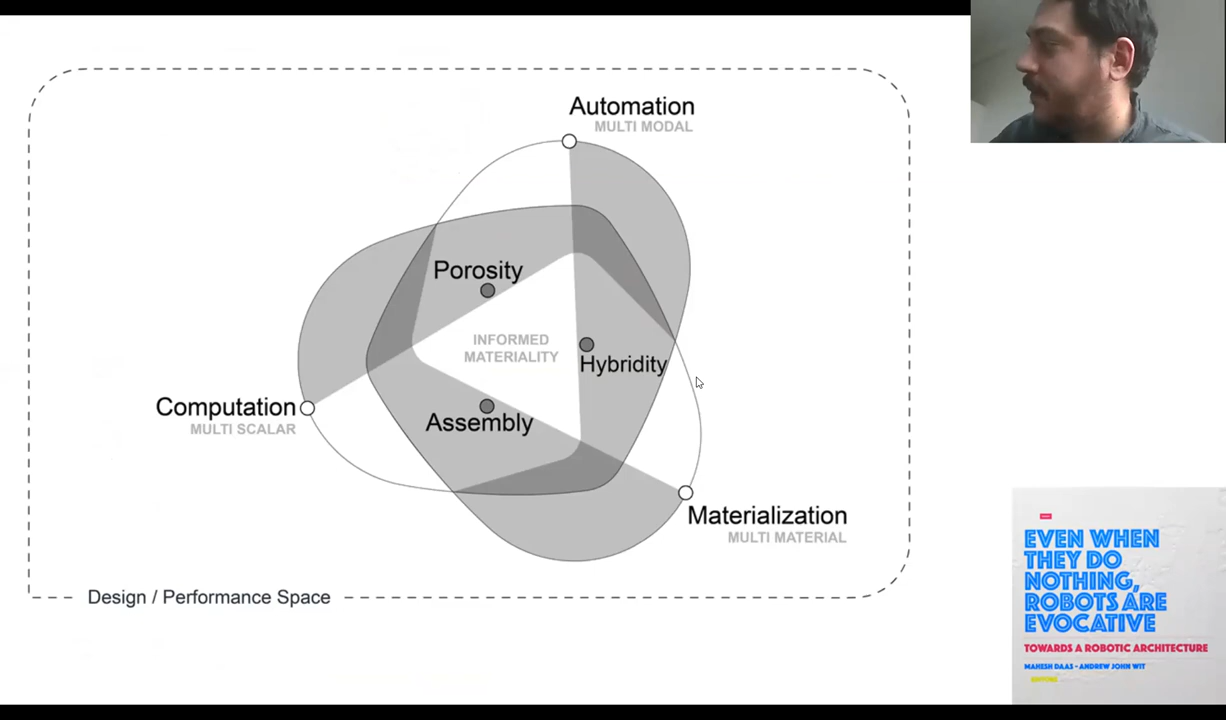 Automation
MULTI MODAL
Porosity
INFORMED
MATERIALITY
Hybridity
Computation
MULTI SCALAR
Assembly
Materialization
MULTI MATERIAL
Design / Performance Space
EVEN WHEN
THEY DO
NOTHING,
ROBOTS ARE
EVOCATIVE
TOWARDS A ROBOTIC ARCHITECTURE
MAHESH DAAS - ANDREW JOHN WIT